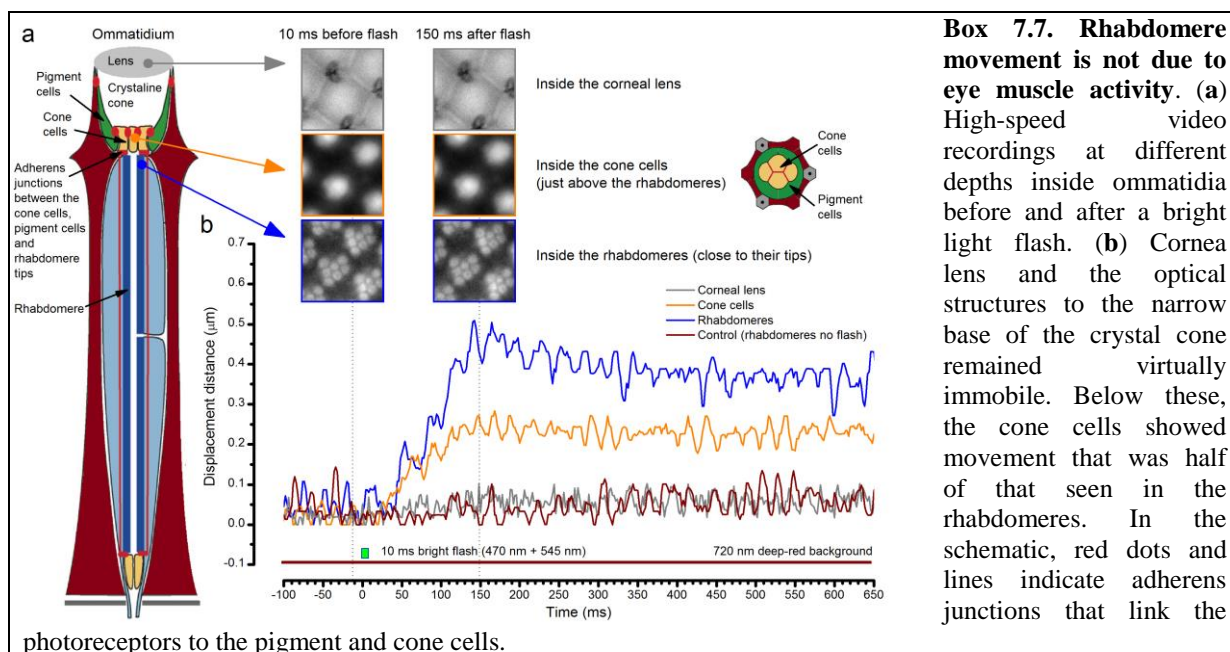 a
Ommatidium
Lens
Pigment
cells
Crystaline
cone
Cone
cells
Adherens
junctions
between the
cone cells,
pigment cells
and
rhabdomere
tips
Rhabdomere
10 ms before flash
150 ms after flash
Inside the corneal lens
Inside the cone cells
(just above the rhabdomeres)
Inside the rhabdomeres (close to their tips)
Cone
cells
Pigment
cells
b
Corneal lens
Cone cells
Rhabdomeres
Control (rhabdomeres no flash)
Displacement distance (µm)
0.7
0.6
0.5
0.4
0.3
0.2
0.1
0.0
-0.1
10 ms bright flash (470 nm + 545 nm)
720 nm deep-red background
-100 -50 0 50 100 150 200 250 300 350 400 450 500 550 600 650
Time (ms)
Box 7.7. Rhabdomere
movement is not due to
eye muscle activity. (a)
High-speed video
recordings at different
depths inside ommatidia
before and after a bright
light flash. (b) Cornea
lens and the optical
structures to the narrow
base of the crystal cone
remained virtually
immobile. Below these,
the cone cells showed
movement that was half
of that seen in the
rhabdomeres. In the
schematic, red dots and
lines indicate adherens
junctions that link the
photoreceptors to the pigment and cone cells.